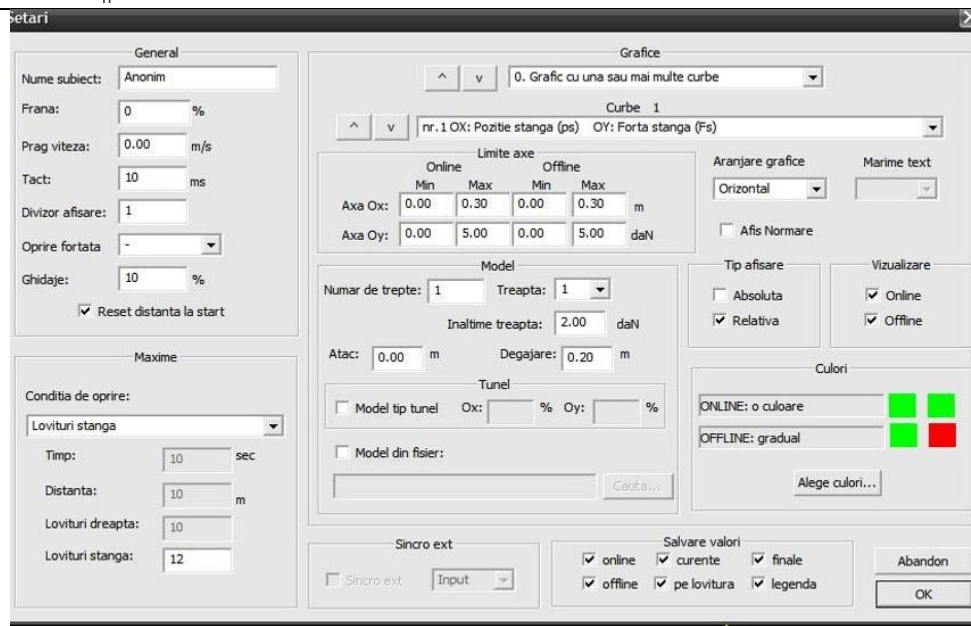 Setari
General
Nume subiect: Anonim
Frana: 0 %
Prag viteza: 0.00 m/s
Tact: 10 ms
Divizor afisare: 1
Oprire fortata -
Ghidaje: 10 %
Reset distanta la start
Maxime
Conditia de oprire:
Lovituri stanga
Timp: 10 sec
Distanta: 10 m
Lovituri dreapta: 10
Lovituri stanga: 12
Grafice
^ v 0. Grafic cu una sau mai multe curbe
Curbe 1
^ v nr.1 OX: Pozitie stanga (ps) OY: Forta stanga (Fs)
Limite axe
Online Offline
Min Max Min Max
Axa Ox: 0.00 0.30 0.00 0.30 m
Axa Oy: 0.00 5.00 0.00 5.00 daN
Aranjare grafice
Orizontal
Marime text
Afis Normare
Model
Numar de trepte: 1 Treapta: 1
Inaltime treapta: 2.00 daN
Atac: 0.00 m Degajare: 0.20 m
Tunel
Model tip tunel Ox: % Oy: %
Model din fisier:
Cauta...
Tip afisare
Absoluta
Relativa
Vizualizare
Online
Offline
Culori
ONLINE: o culoare
OFFLINE: gradual
Alege culori...
Sincro ext
Sincro ext Input
Salvare valori
online curente finale
offline pe lovitura legenda
Abandon
OK